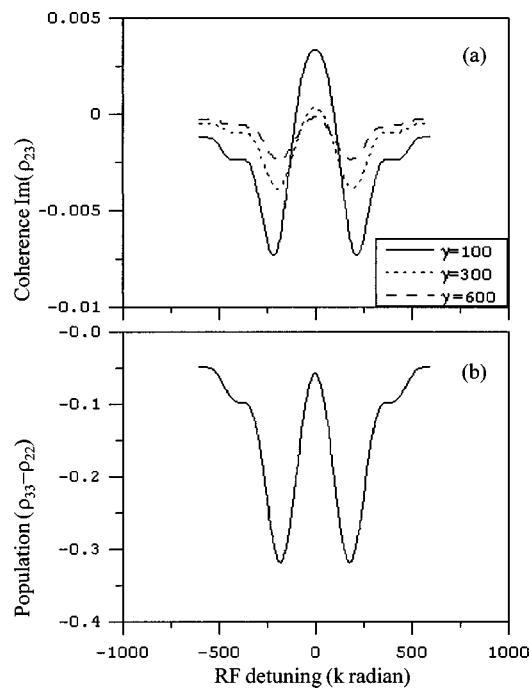 0.005
0
-0.005
-0.01
Coherence Im(ρ23)
(a)
γ=100
γ=300
γ=600
-0.0
-0.1
-0.2
-0.3
-0.4
Population (ρ33−ρ22)
(b)
-1000 -500 0 500 1000
RF detuning (k radian)